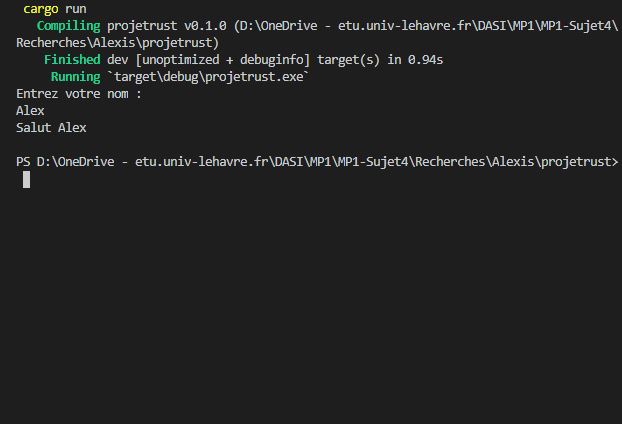 cargo run
Compiling projetrust v0.1.0 (D:\OneDrive - etu.univ-lehavre.fr\DASI\MP1\MP1-Sujet4\
Recherches\Alexis\projetrust)
Finished dev [unoptimized + debuginfo] target(s) in 0.94s
Running `target\debug\projetrust.exe`
Entrez votre nom :
Alex
Salut Alex
PS D:\OneDrive - etu.univ-lehavre.fr\DASI\MP1\MP1-Sujet4\Recherches\Alexis\projetrust>